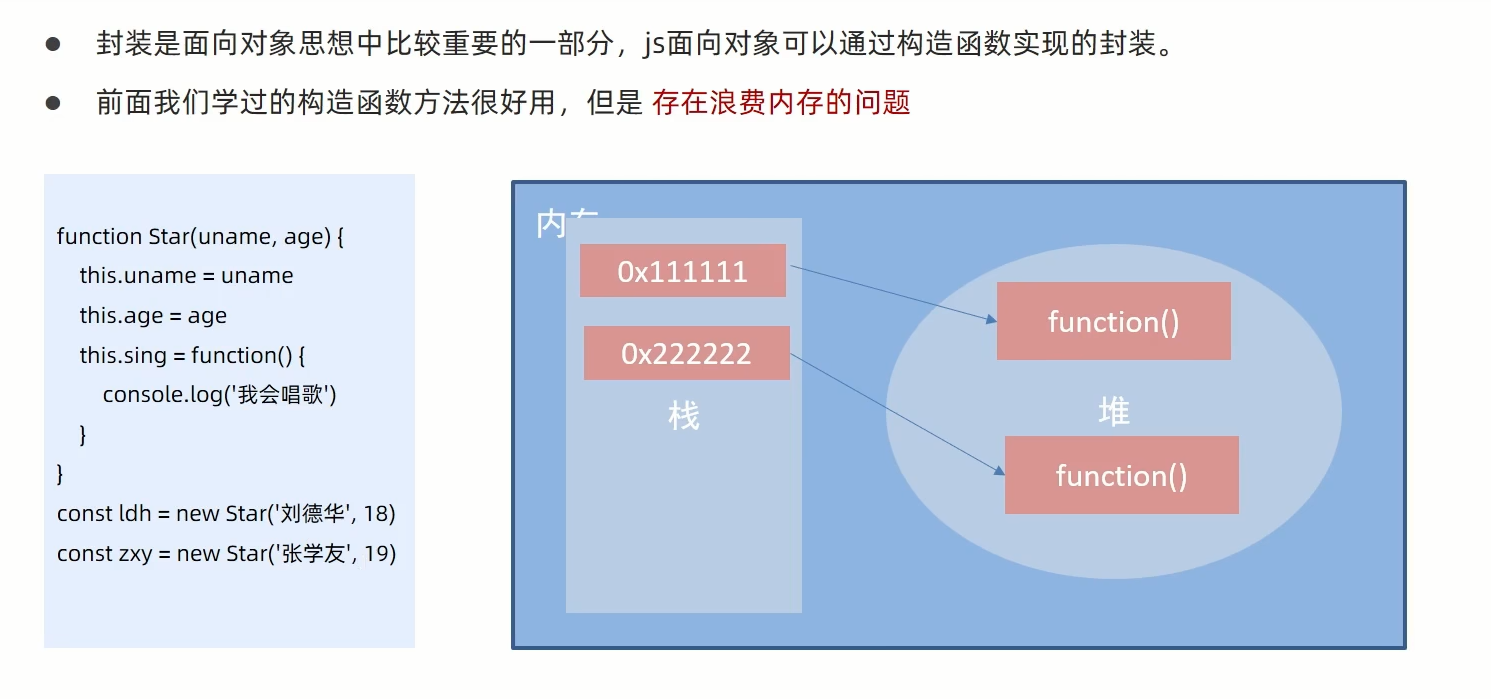 封装是面向对象思想中比较重要的一部分，js面向对象可以通过构造函数实现的封装。
前面我们学过的构造函数方法很好用，但是 存在浪费内存的问题
function Star(uname, age) {
this.uname = uname
this.age = age
this.sing = function() {
console.log('我会唱歌')
}
}
const ldh = new Star('刘德华', 18)
const zxy = new Star('张学友', 19)
内存
0x111111
0x222222
栈
function()
堆
function()